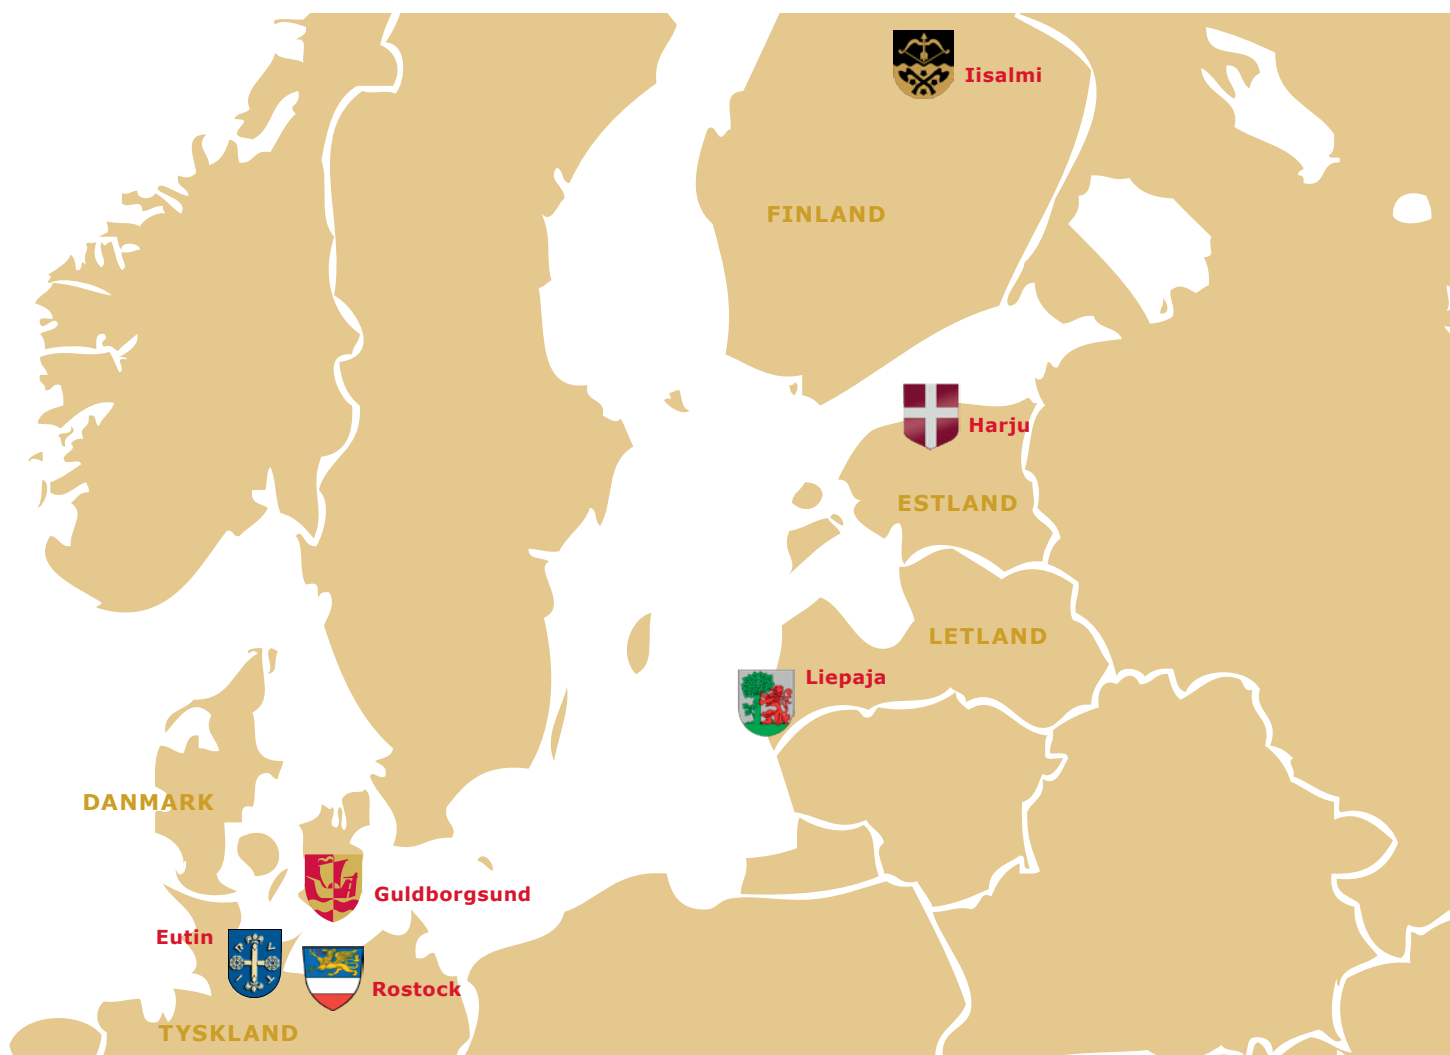 Iisalmi
FINLAND
Harju
ESTLAND
LETLAND
Liepaja
DANMARK
Guldborgsund
Eutin
Rostock
TYSKLAND